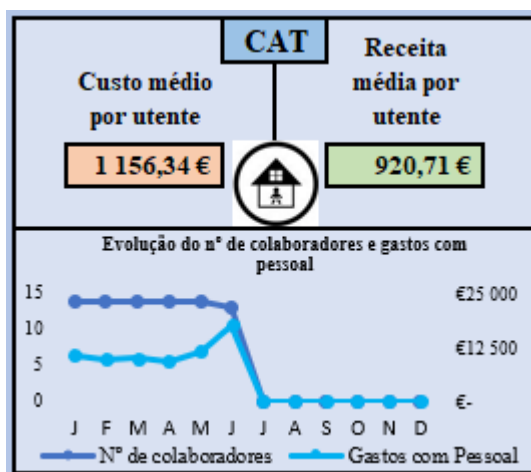 CAT
Custo médio
por utente
1 156,34 €
Receita
média por
utente
920,71 €
Evolução do nº de colaboradores e gastos com
pessoal
15
10
5
0
€25 000
€12 500
€-
J F M A M J J A S O N D
Nº de colaboradores Gastos com Pessoal